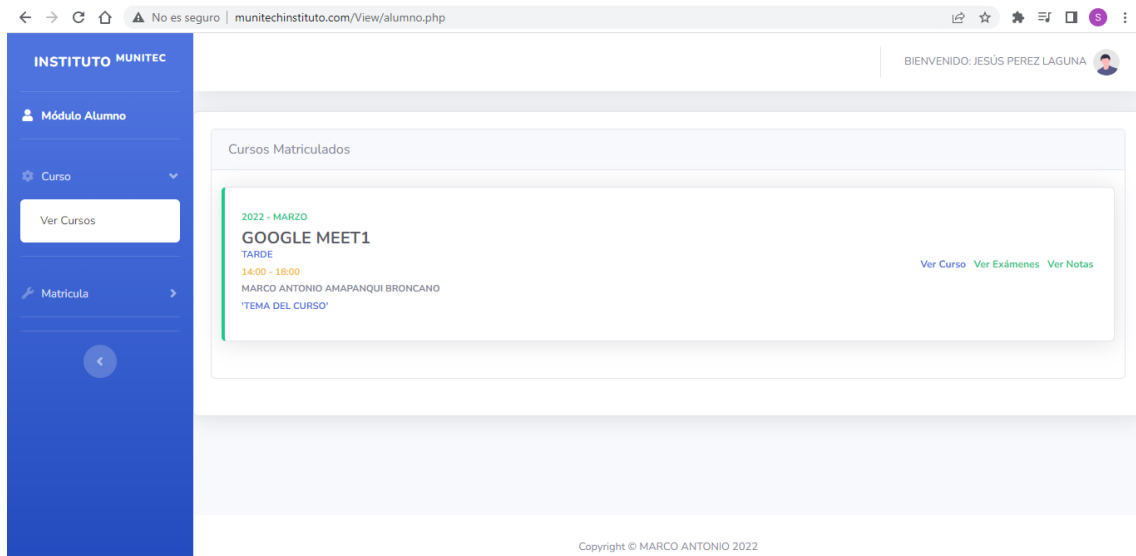 No es seguro | munitechinstituto.com/View/alumno.php
S
INSTITUTO MUNITEC
BIENVENIDO: JESÚS PEREZ LAGUNA
Módulo Alumno
Cursos Matriculados
Curso
Ver Cursos
2022 - MARZO
GOOGLE MEET1
TARDE
14:00 - 18:00
MARCO ANTONIO AMAPANQUI BRONCANO
'TEMA DEL CURSO'
Ver Curso Ver Exámenes Ver Notas
Matricula
Copyright © MARCO ANTONIO 2022